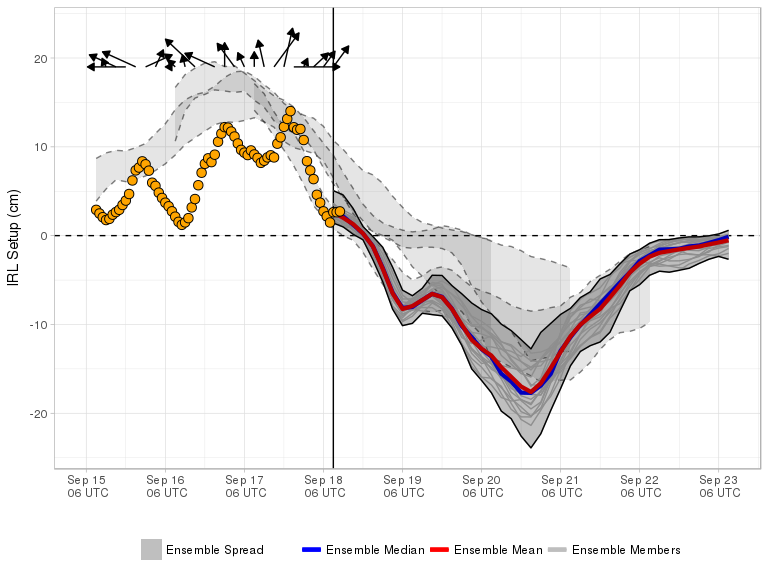 IRL Setup (cm)
20
10
0
-10
-20
Sep 15
06 UTC
Sep 16
06 UTC
Sep 17
06 UTC
Sep 18
06 UTC
Sep 19
06 UTC
Sep 20
06 UTC
Sep 21
06 UTC
Sep 22
06 UTC
Sep 23
06 UTC
Ensemble Spread
Ensemble Median
Ensemble Mean
Ensemble Members